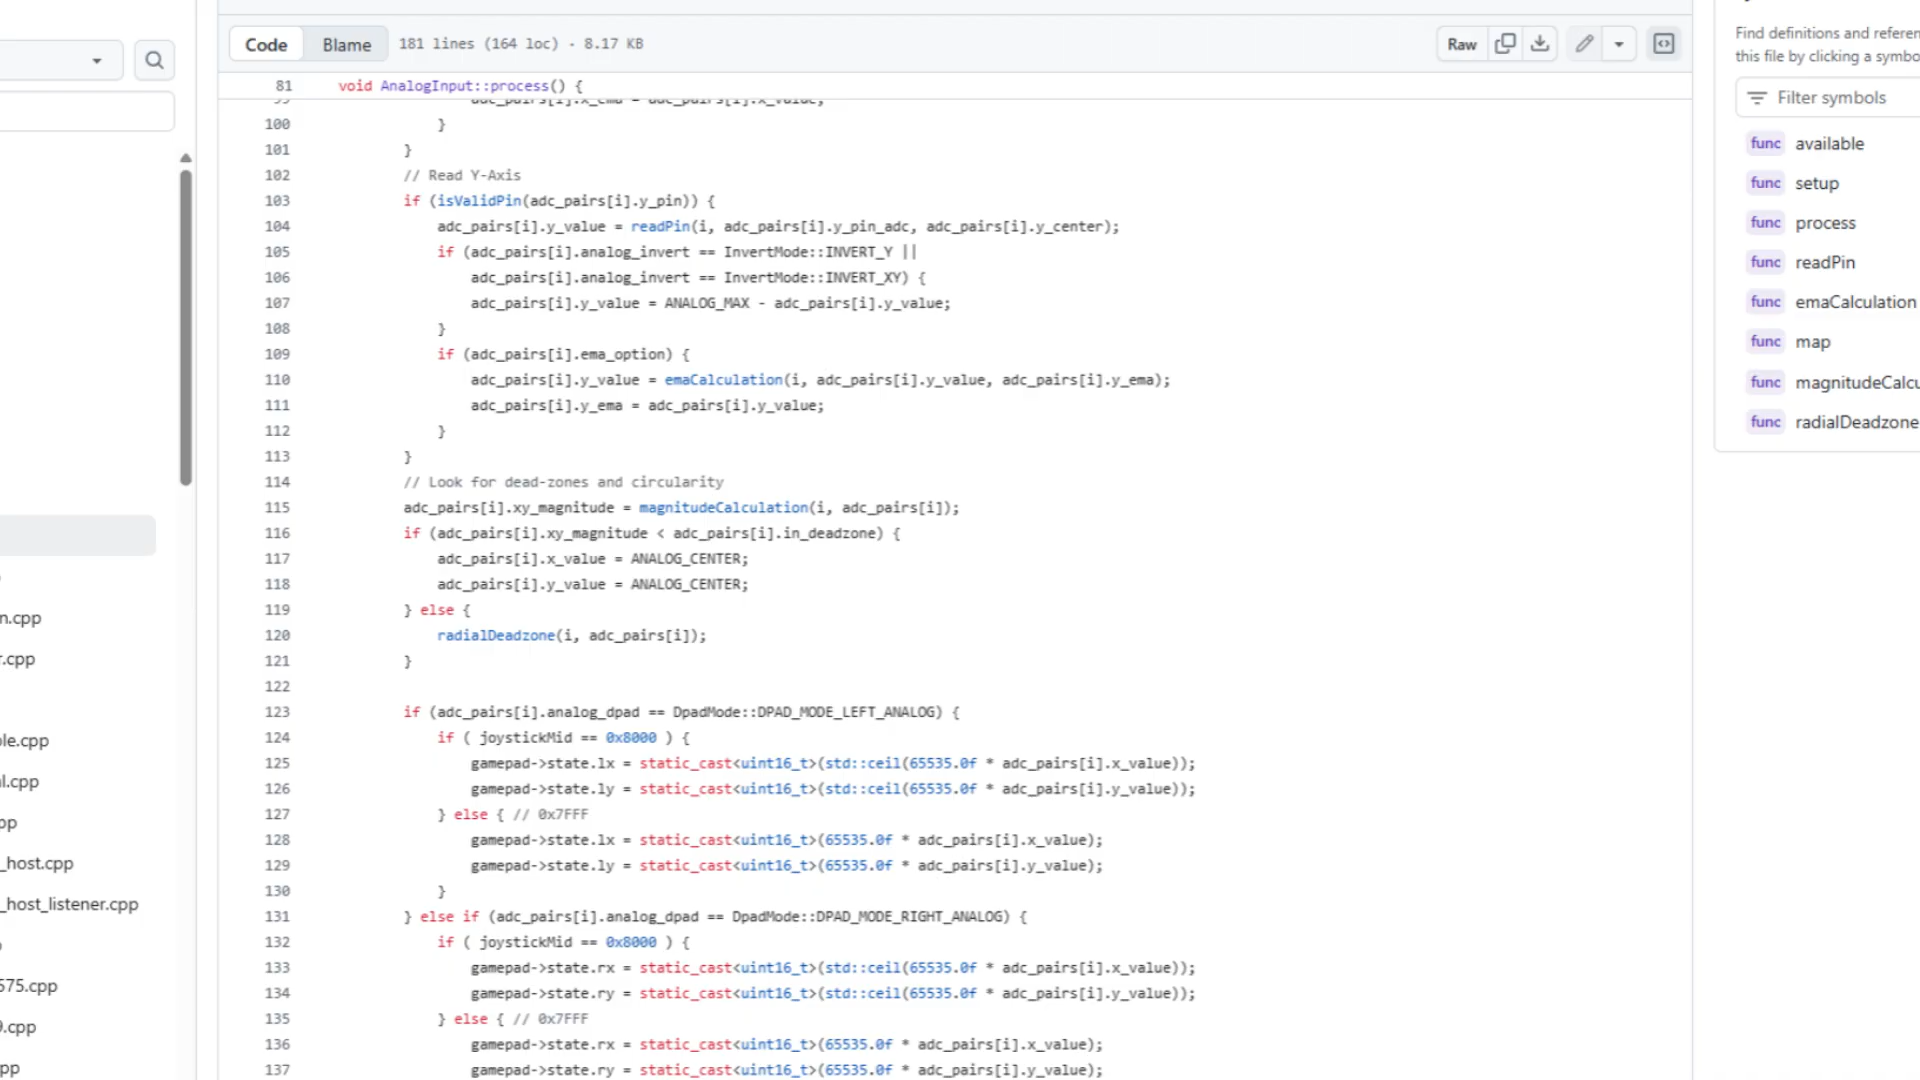 Code Blame 181 lines (164 loc) · 8.17 KB Raw
81 void AnalogInput::process() {
adc_pairs[i].x_ema = adc_pairs[i].x_value;
100 }
101 }
102 // Read Y-Axis
103 if (isValidPin(adc_pairs[i].y_pin)) {
104 adc_pairs[i].y_value = readPin(i, adc_pairs[i].y_pin_adc, adc_pairs[i].y_center);
105 if (adc_pairs[i].analog_invert == InvertMode::INVERT_Y ||
106 adc_pairs[i].analog_invert == InvertMode::INVERT_XY) {
107 adc_pairs[i].y_value = ANALOG_MAX - adc_pairs[i].y_value;
108 }
109 if (adc_pairs[i].ema_option) {
110 adc_pairs[i].y_value = emaCalculation(i, adc_pairs[i].y_value, adc_pairs[i].y_ema);
111 adc_pairs[i].y_ema = adc_pairs[i].y_value;
112 }
113 }
114 // Look for dead-zones and circularity
115 adc_pairs[i].xy_magnitude = magnitudeCalculation(i, adc_pairs[i]);
116 if (adc_pairs[i].xy_magnitude < adc_pairs[i].in_deadzone) {
117 adc_pairs[i].x_value = ANALOG_CENTER;
118 adc_pairs[i].y_value = ANALOG_CENTER;
119 } else {
120 radialDeadzone(i, adc_pairs[i]);
121 }
122
123 if (adc_pairs[i].analog_dpad == DpadMode::DPAD_MODE_LEFT_ANALOG) {
124 if ( joystickMid == 0x8000 ) {
125 gamepad->state.lx = static_cast<uint16_t>(std::ceil(65535.0f * adc_pairs[i].x_value));
126 gamepad->state.ly = static_cast<uint16_t>(std::ceil(65535.0f * adc_pairs[i].y_value));
127 } else { // 0x7FFF
128 gamepad->state.lx = static_cast<uint16_t>(65535.0f * adc_pairs[i].x_value);
129 gamepad->state.ly = static_cast<uint16_t>(65535.0f * adc_pairs[i].y_value);
130 }
131 } else if (adc_pairs[i].analog_dpad == DpadMode::DPAD_MODE_RIGHT_ANALOG) {
132 if ( joystickMid == 0x8000 ) {
133 gamepad->state.rx = static_cast<uint16_t>(std::ceil(65535.0f * adc_pairs[i].x_value));
134 gamepad->state.ry = static_cast<uint16_t>(std::ceil(65535.0f * adc_pairs[i].y_value));
135 } else { // 0x7FFF
136 gamepad->state.rx = static_cast<uint16_t>(65535.0f * adc_pairs[i].x_value);
137 gamepad->state.ry = static_cast<uint16_t>(65535.0f * adc_pairs[i].y_value);
n.cpp
r.cpp
ole.cpp
l.cpp
pp
_host.cpp
_host_listener.cpp
575.cpp
9.cpp
pp
Find definitions and referen
this file by clicking a symbo
Filter symbols
func available
func setup
func process
func readPin
func emaCalculation
func map
func magnitudeCalcu
func radialDeadzone